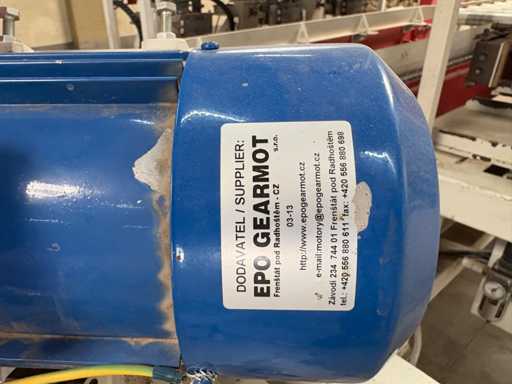 DODAVATEL / SUPPLIER:
EPO GEARMOT s.r.o.
Frenštát pod Radhoštěm - CZ
03-13
http://www.epogearmot.cz
e-mail:motory@epogearmot.cz
Závodí 234 744 01 Frenštát pod Radhoštěm
tel.: +420 556 880 611 fax: +420 556 880 698